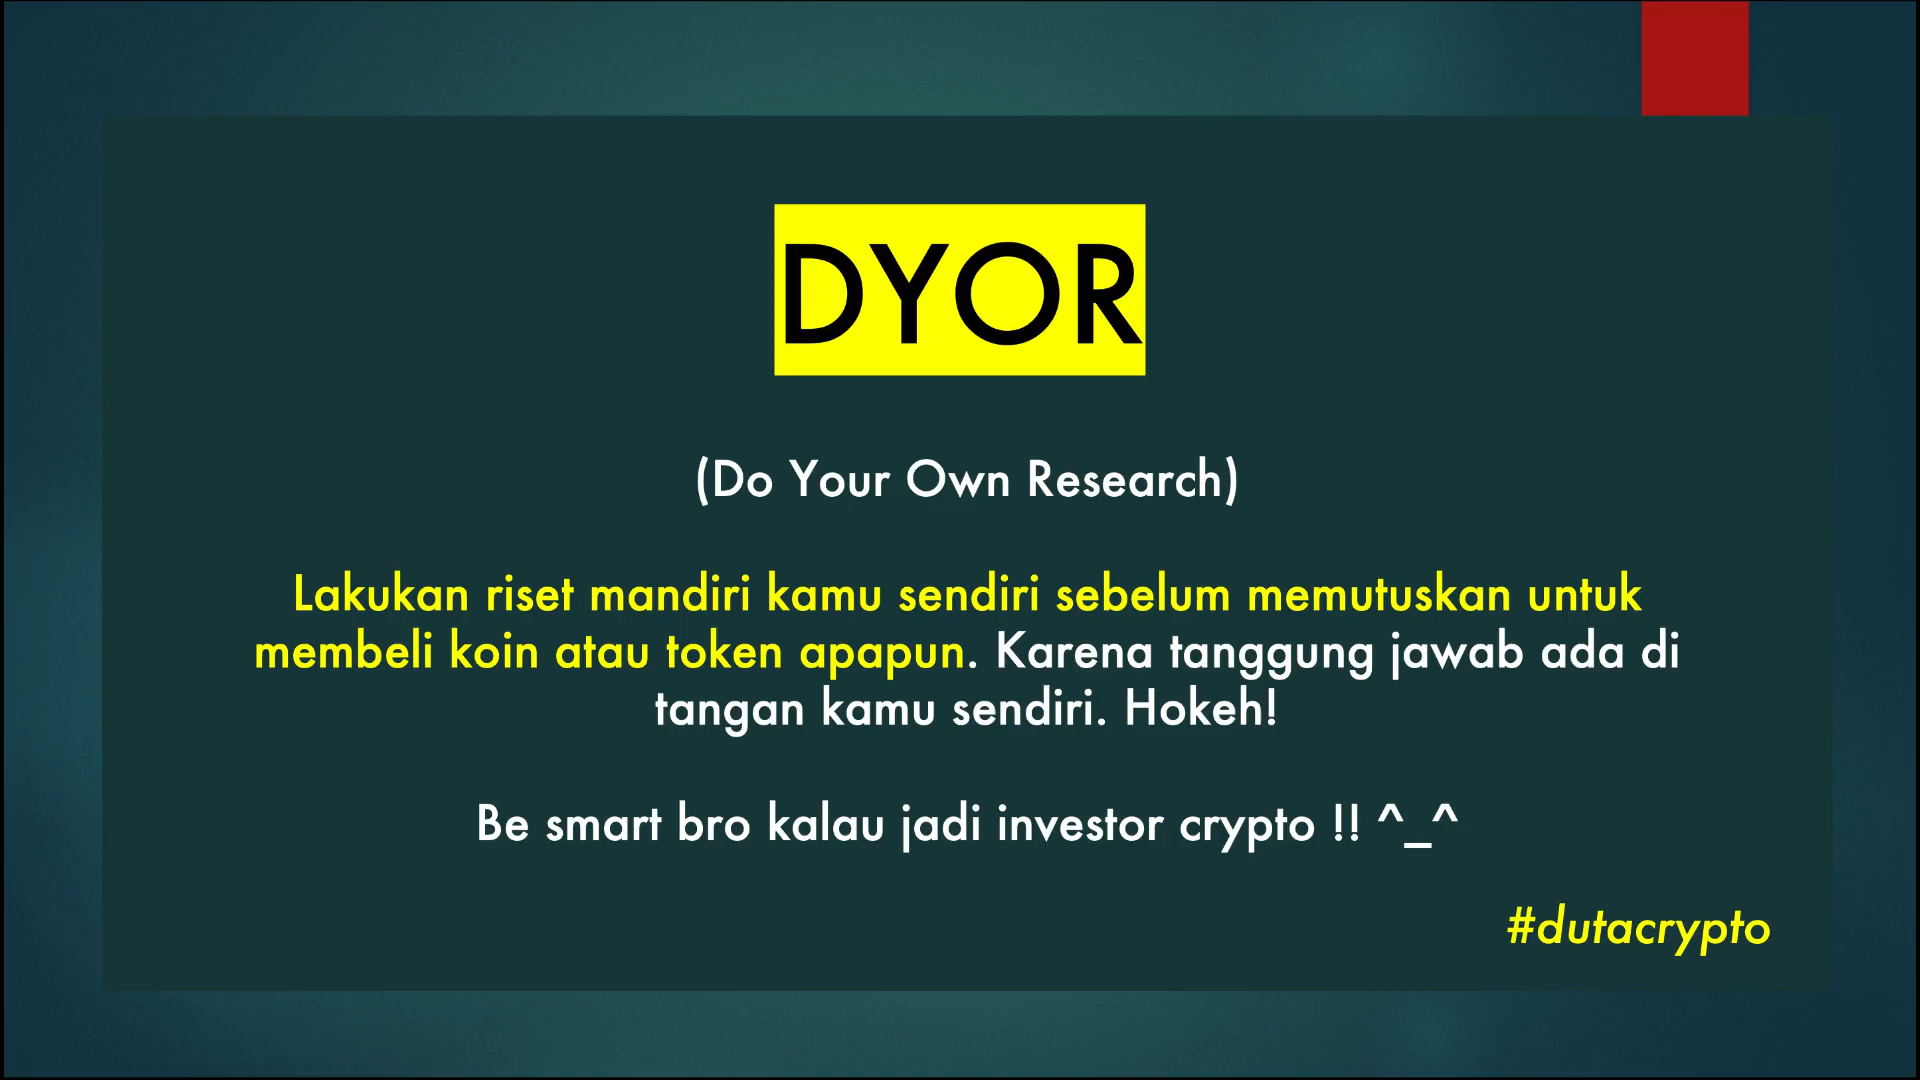 DYOR
(Do Your Own Research)
Lakukan riset mandiri kamu sendiri sebelum memutuskan untuk
membeli koin atau token apapun. Karena tanggung jawab ada di
tangan kamu sendiri. Hokeh!
Be smart bro kalau jadi investor crypto !! ^_^
#dutacrypto